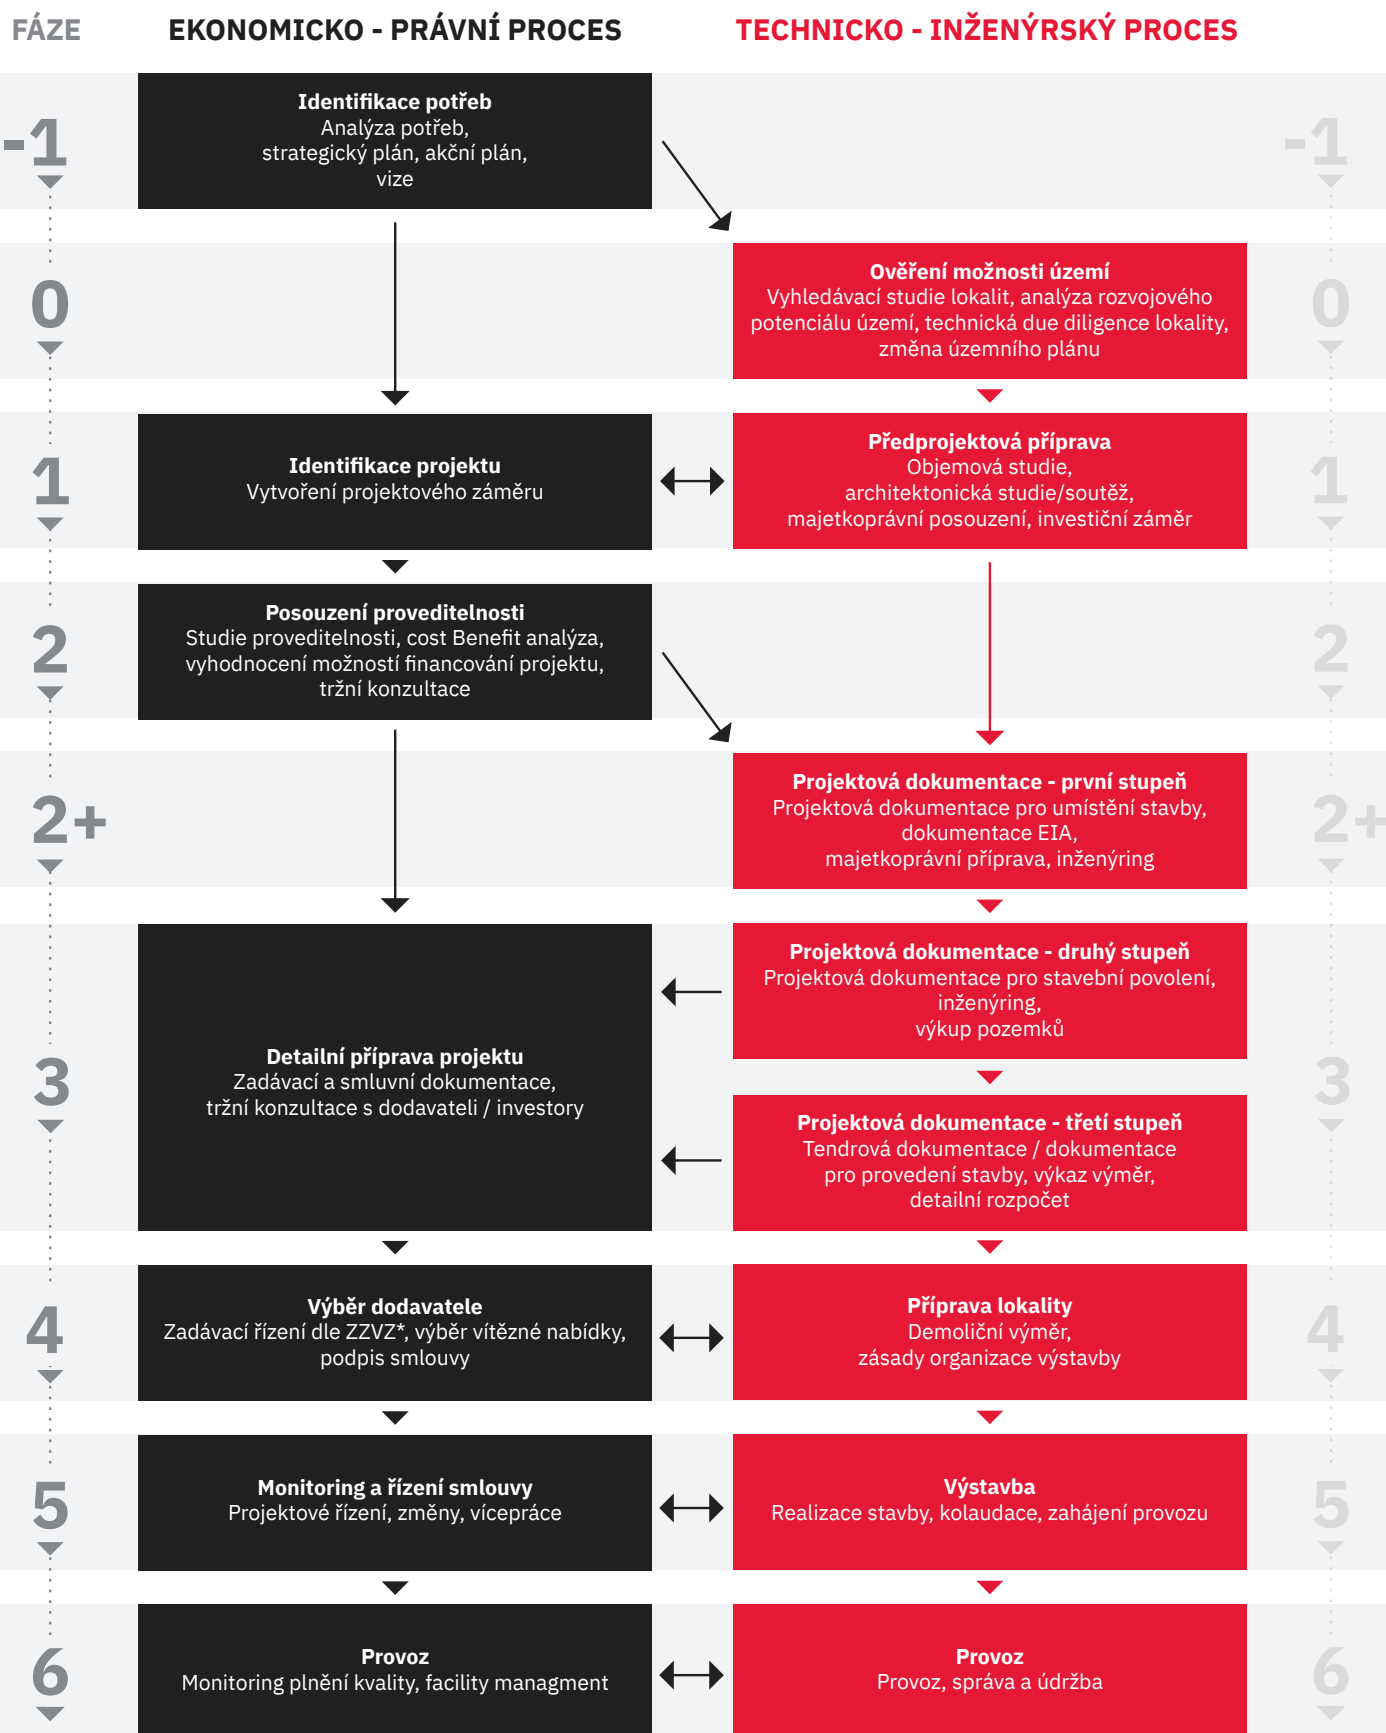 FÁZE
EKONOMICKO - PRÁVNÍ PROCES
TECHNICKO - INŽENÝRSKÝ PROCES
-1
Identifikace potřeb
Analýza potřeb,
strategický plán, akční plán,
vize
-1
0
Ověření možnosti území
Vyhledávací studie lokalit, analýza rozvojového
potenciálu území, technická due diligence lokality,
změna územního plánu
0
1
Identifikace projektu
Vytvoření projektového záměru
Předprojektová příprava
Objemová studie,
architektonická studie/soutěž,
majetkoprávní posouzení, investiční záměr
1
2
Posouzení proveditelnosti
Studie proveditelnosti, cost Benefit analýza,
vyhodnocení možností financování projektu,
tržní konzultace
2
2+
Projektová dokumentace - první stupeň
Projektová dokumentace pro umístění stavby,
dokumentace EIA,
majetkoprávní příprava, inženýring
2+
3
Detailní příprava projektu
Zadávací a smluvní dokumentace,
tržní konzultace s dodavateli / investory
Projektová dokumentace - druhý stupeň
Projektová dokumentace pro stavební povolení,
inženýring,
výkup pozemků
Projektová dokumentace - třetí stupeň
Tendrová dokumentace / dokumentace
pro provedení stavby, výkaz výměr,
detailní rozpočet
3
4
Výběr dodavatele
Zadávací řízení dle ZZVZ*, výběr vítězné nabídky,
podpis smlouvy
Příprava lokality
Demoliční výměr,
zásady organizace výstavby
4
5
Monitoring a řízení smlouvy
Projektové řízení, změny, vícepráce
Výstavba
Realizace stavby, kolaudace, zahájení provozu
5
6
Provoz
Monitoring plnění kvality, facility managment
Provoz
Provoz, správa a údržba
6